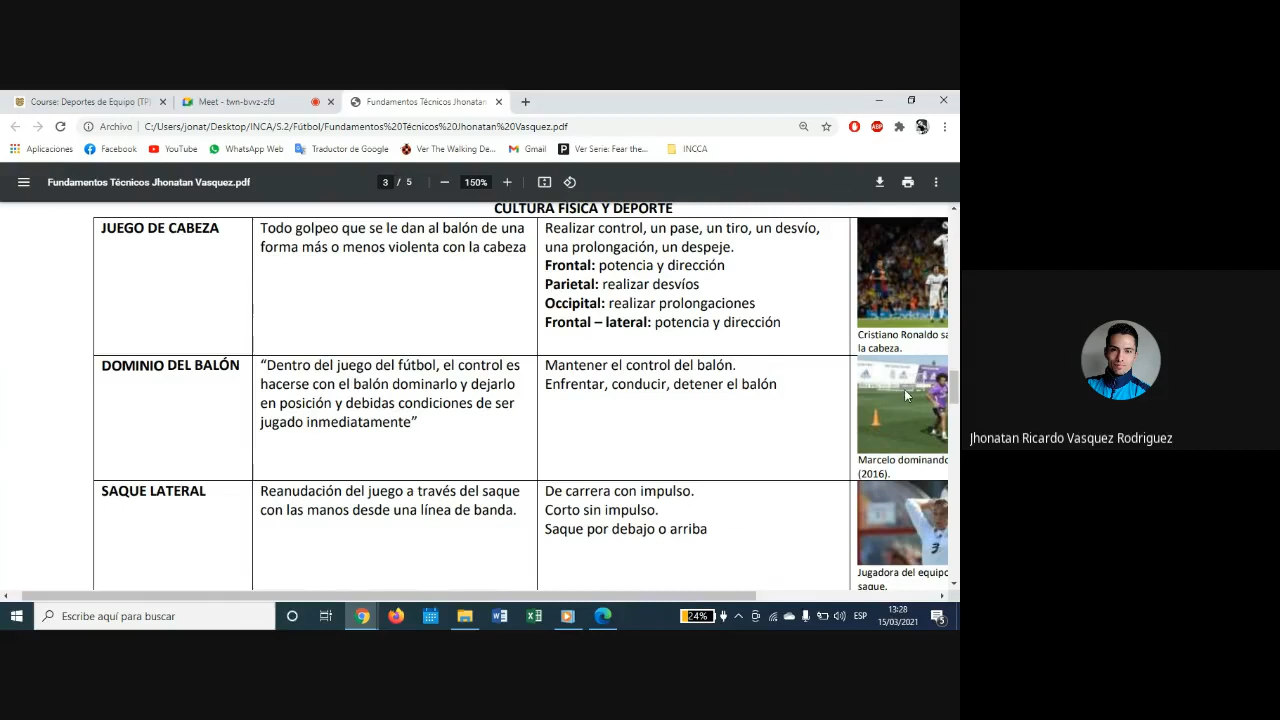 Course: Deportes de Equipo (TP)
Meet - twn-bvvz-zfd
Fundamentos Técnicos Jhonatan
Archivo
C:/Users/jonat/Desktop/INCA/S.2/Fútbol/Fundamentos%20Técnicos%20Jhonatan%20Vasquez.pdf
Aplicaciones
Facebook
YouTube
WhatsApp Web
Traductor de Google
Ver The Walking De...
Gmail
Ver Serie: Fear the...
INCCA
Fundamentos Técnicos Jhonatan Vasquez.pdf
3 / 5
150%
CULTURA FISICA Y DEPORTE
JUEGO DE CABEZA
Todo golpeo que se le dan al balón de una
forma más o menos violenta con la cabeza
Realizar control, un pase, un tiro, un desvío,
una prolongación, un despeje.
Frontal: potencia y dirección
Parietal: realizar desvíos
Occipital: realizar prolongaciones
Frontal – lateral: potencia y dirección
Cristiano Ronaldo sa
la cabeza.
DOMINIO DEL BALÓN
“Dentro del juego del fútbol, el control es
hacerse con el balón dominarlo y dejarlo
en posición y debidas condiciones de ser
jugado inmediatamente”
Mantener el control del balón.
Enfrentar, conducir, detener el balón
Marcelo dominando
(2016).
SAQUE LATERAL
Reanudación del juego a través del saque
con las manos desde una línea de banda.
De carrera con impulso.
Corto sin impulso.
Saque por debajo o arriba
3
Jugadora del equipo
saque.
Jhonatan Ricardo Vasquez Rodriguez
Escribe aquí para buscar
24%
ESP
13:28
15/03/2021
5